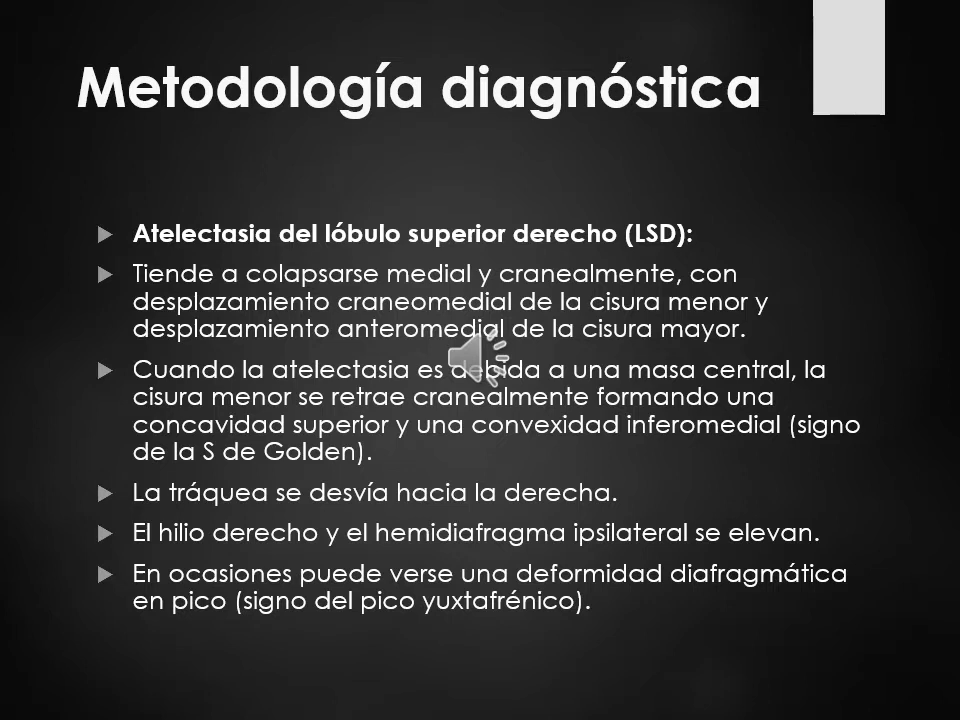 Metodología diagnóstica
Atelectasia del lóbulo superior derecho (LSD):
Tiende a colapsarse medial y cranealmente, con
desplazamiento craneomedial de la cisura menor y
desplazamiento anteromedial de la cisura mayor.
Cuando la atelectasia es debida a una masa central, la
cisura menor se retrae cranealmente formando una
concavidad superior y una convexidad inferomedial (signo
de la S de Golden).
La tráquea se desvía hacia la derecha.
El hilio derecho y el hemidiafragma ipsilateral se elevan.
En ocasiones puede verse una deformidad diafragmática
en pico (signo del pico yuxtafrénico).